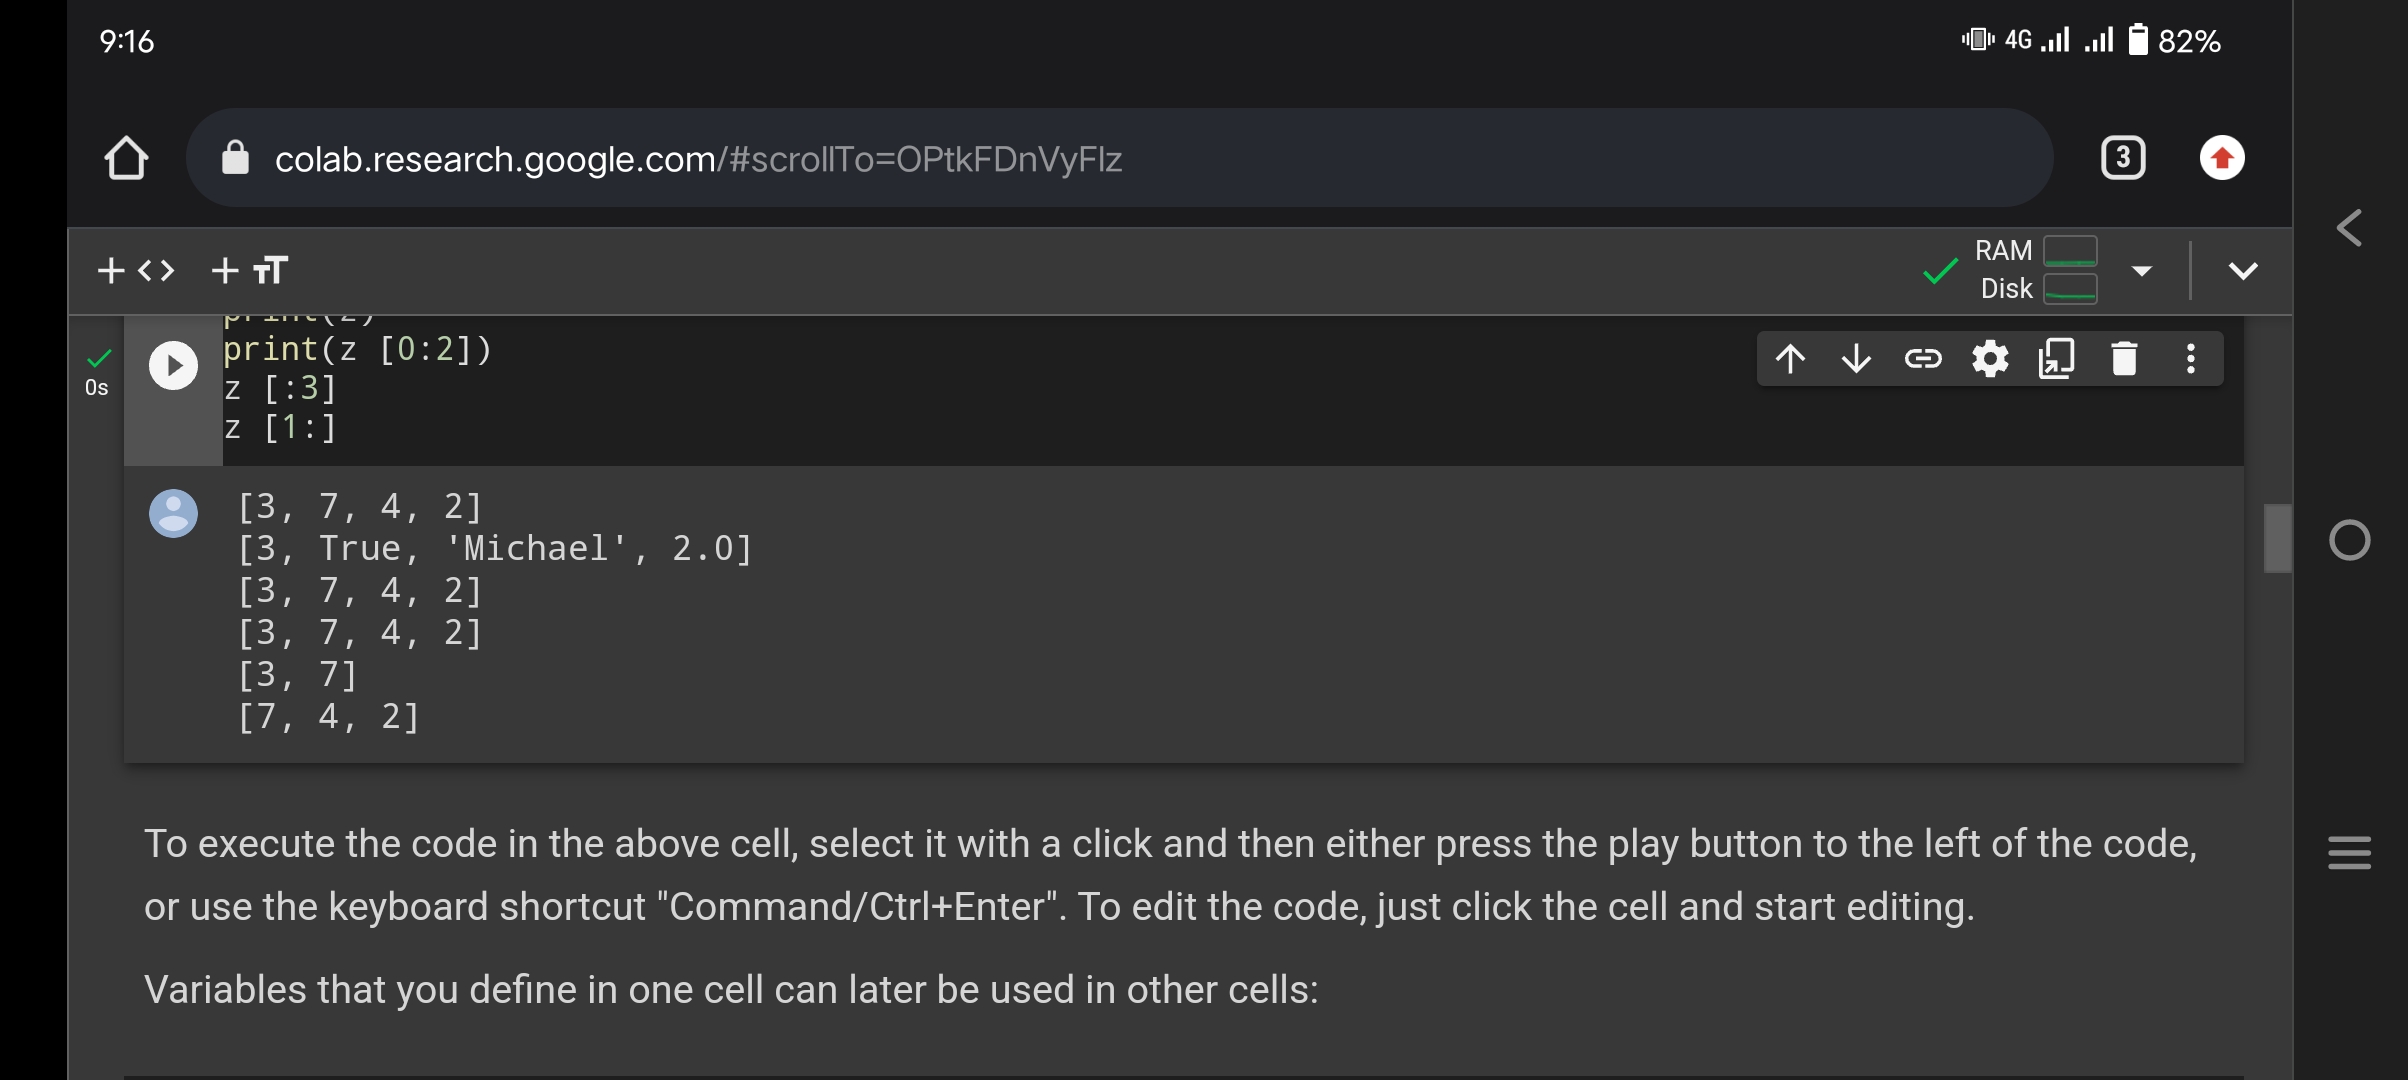 9:16
4G 82%
colab.research.google.com/#scrollTo=OPtkFDnVyFlz
3
RAM
Disk
print(z)
print(z [0:2])
0s
z [:3]
z [1:]
[3, 7, 4, 2]
[3, True, 'Michael', 2.0]
[3, 7, 4, 2]
[3, 7, 4, 2]
[3, 7]
[7, 4, 2]
To execute the code in the above cell, select it with a click and then either press the play button to the left of the code,
or use the keyboard shortcut "Command/Ctrl+Enter". To edit the code, just click the cell and start editing.
Variables that you define in one cell can later be used in other cells: